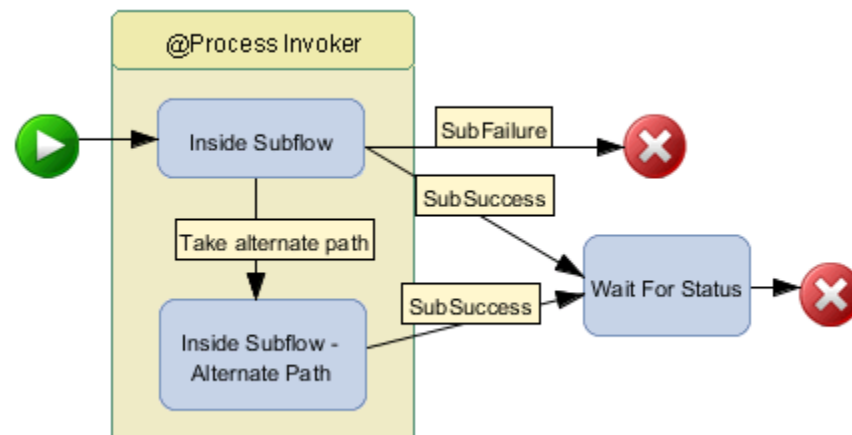 @Process Invoker
Inside Subflow
SubFailure
SubSuccess
Take alternate path
Wait For Status
SubSuccess
Inside Subflow -
Alternate Path